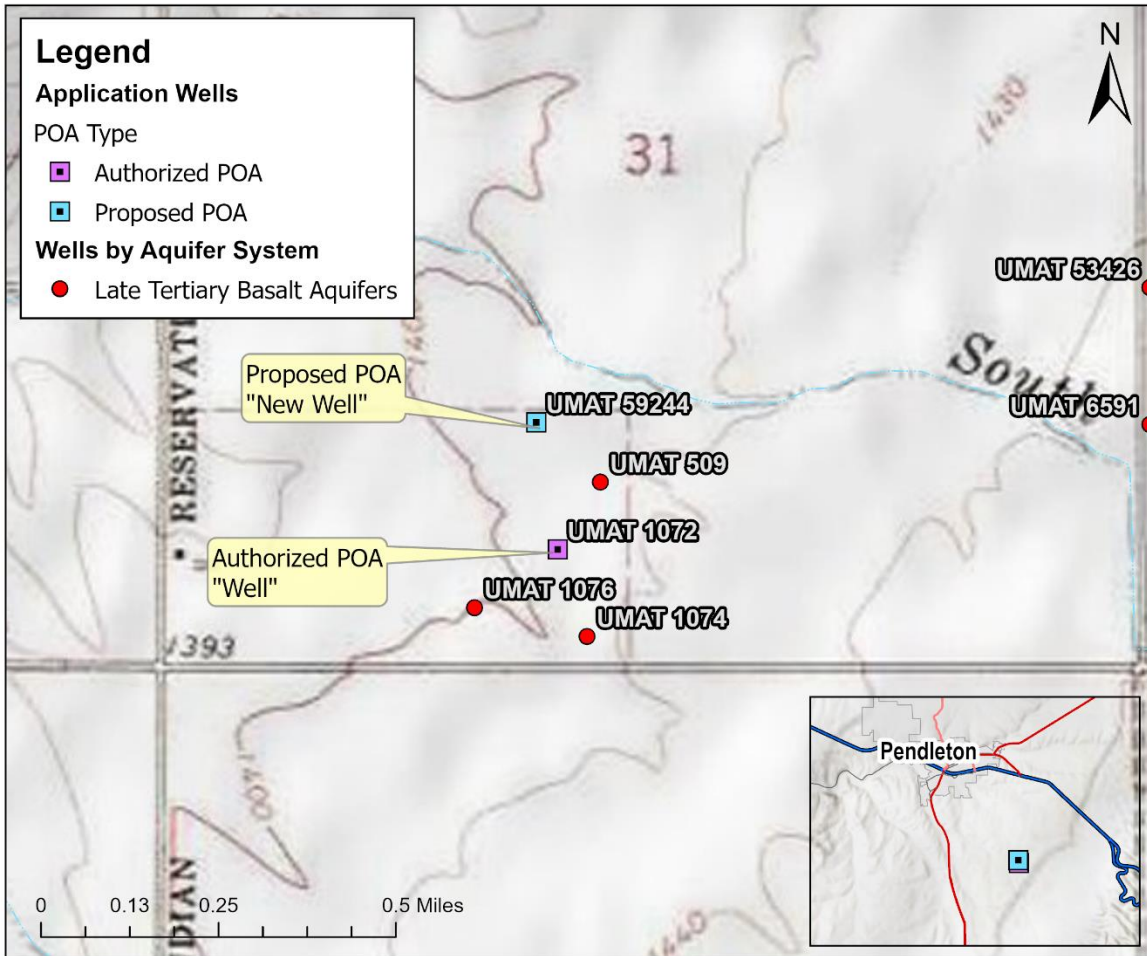 Legend
Application Wells
POA Type
Authorized POA
Proposed POA
Wells by Aquifer System
Late Tertiary Basalt Aquifers
N
1430
31
UMAT 53426
RESERVATI
140
South
Proposed POA
"New Well"
UMAT 59244
UMAT 6591
UMAT 509
UMAT 1072
Authorized POA
"Well"
UMAT 1076
UMAT 1074
1393
1400
Pendleton
DIAN
0 0.13 0.25 0.5 Miles
1440